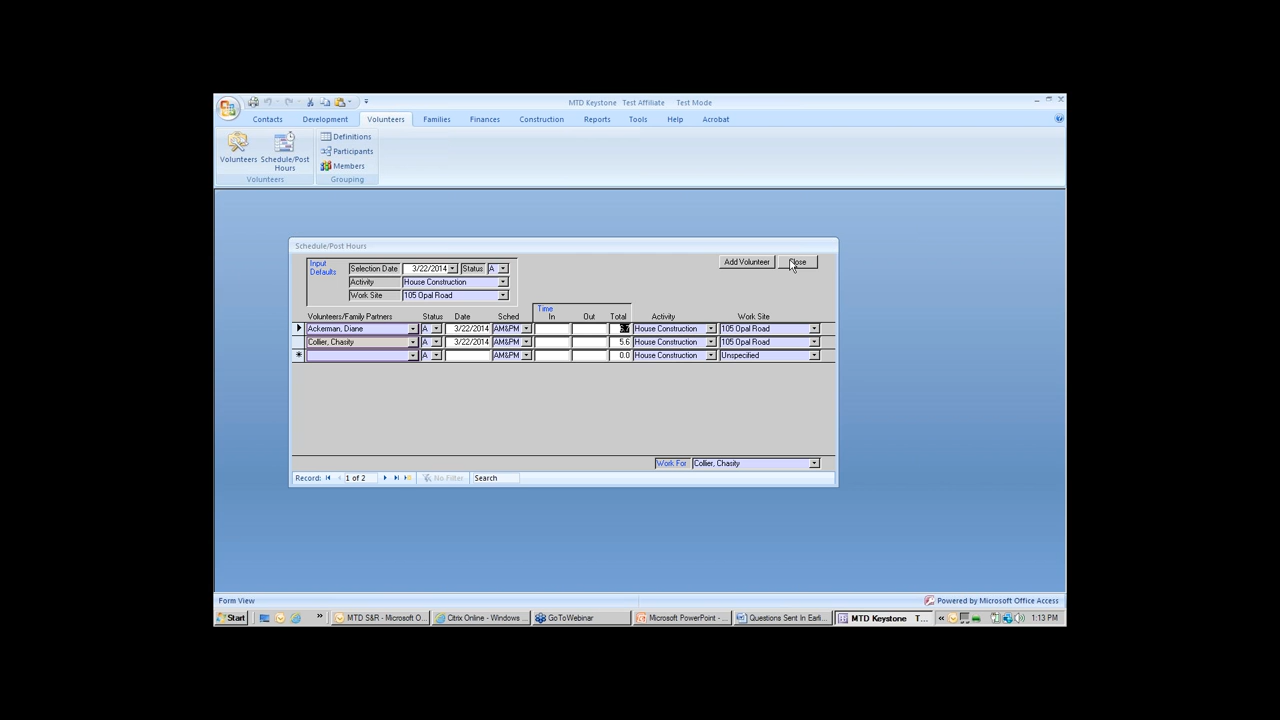 MTD Keystone Test Affiliate Test Mode
Contacts Development Volunteers Families Finances Construction Reports Tools Help Acrobat
Volunteers
Schedule/Post
Hours
Definitions
Participants
Members
Volunteers Grouping
Schedule/Post Hours
Input
Defaults
Selection Date 3/22/2014 Status A
Activity House Construction
Work Site 105 Opal Road
Add Volunteer
Time
Volunteers/Family Partners Status Date Sched In Out Total Activity Work Site
Ackerman, Diane A 3/22/2014 AM&PM House Construction 105 Opal Road
Collier, Chasity A 3/22/2014 AM&PM 5.6 House Construction 105 Opal Road
A AM&PM 0.0 House Construction Unspecified
Work For Collier, Chasity
Record: 1 of 2 No Filter Search
Form View Powered by Microsoft Office Access
Start MTD S&R - Microsoft O... Citrix Online - Windows ... GoToWebinar Microsoft PowerPoint - ... Questions Sent In Earli... MTD Keystone T... 1:13 PM